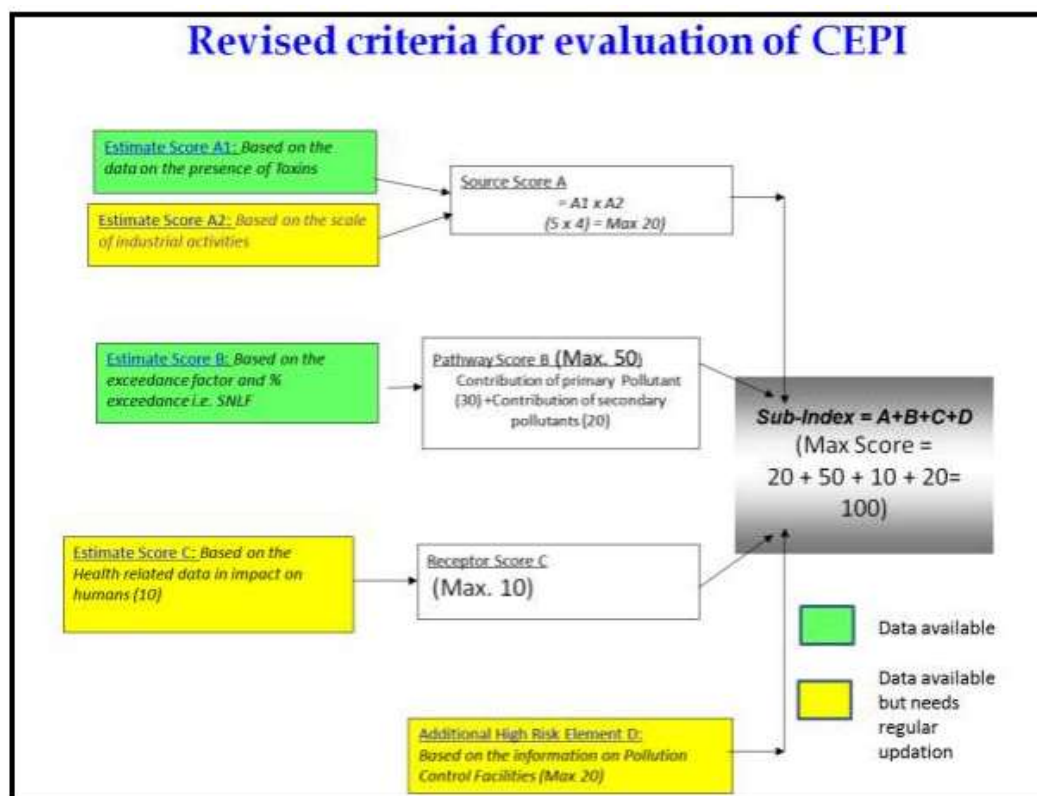 Revised criteria for evaluation of CEPI
Estimate Score A1: Based on the
data on the presence of Toxins
Estimate Score A2: Based on the scale
of industrial activities
Source Score A
= A1 x A2
(5 x 4) = Max 20)
Estimate Score B: Based on the
exceedance factor and %
exceedance i.e. SNLF
Pathway Score B (Max. 50)
Contribution of primary Pollutant
(30) +Contribution of secondary
pollutants (20)
Sub-Index = A+B+C+D
(Max Score =
20 + 50 + 10 + 20=
100)
Estimate Score C: Based on the
Health related data in impact on
humans (10)
Receptor Score C
(Max. 10)
Additional High Risk Element D:
Based on the information on Pollution
Control Facilities (Max 20)
Data available
Data available
but needs
regular
updation